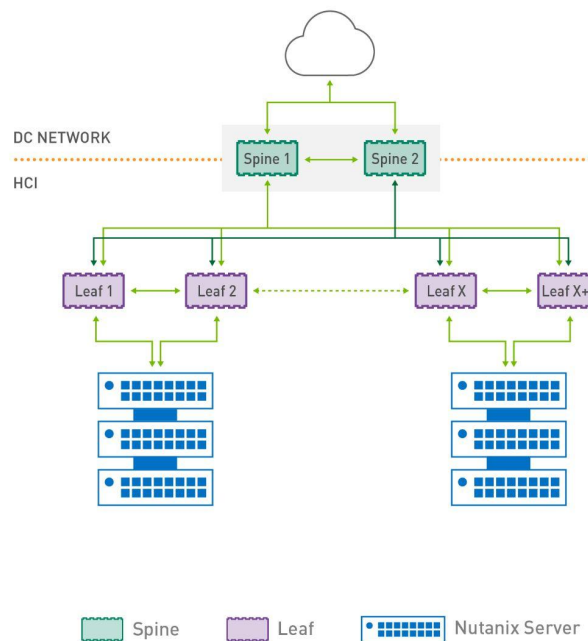 DC NETWORK
Spine 1
Spine 2
HCI
Leaf 1
Leaf 2
Leaf X
Leaf X+
Spine
Leaf
Nutanix Server